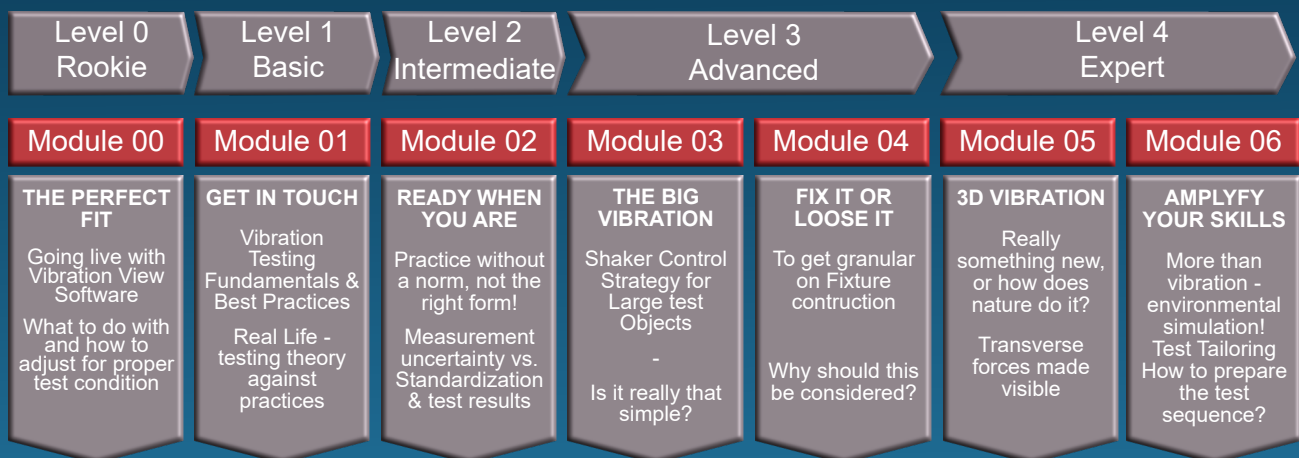 Level 0
Rookie
Level 1
Basic
Level 2
Intermediate
Level 3
Advanced
Level 4
Expert
Module 00
Module 01
Module 02
Module 03
Module 04
Module 05
Module 06
THE PERFECT
FIT
Going live with
Vibration View
Software
What to do with
and how to
adjust for proper
test condition
GET IN TOUCH
Vibration
Testing
Fundamentals &
Best Practices
Real Life -
testing theory
against
practices
READY WHEN
YOU ARE
Practice without
a norm, not the
right form!
Measurement
uncertainty vs.
Standardization
& test results
THE BIG
VIBRATION
Shaker Control
Strategy for
Large test
Objects
-
Is it really that
simple?
FIX IT OR
LOOSE IT
To get granular
on Fixture
contruction
Why should this
be considered?
3D VIBRATION
Really
something new,
or how does
nature do it?
Transverse
forces made
visible
AMPLYFY
YOUR SKILLS
More than
vibration -
environmental
simulation!
Test Tailoring
How to prepare
the test
sequence?